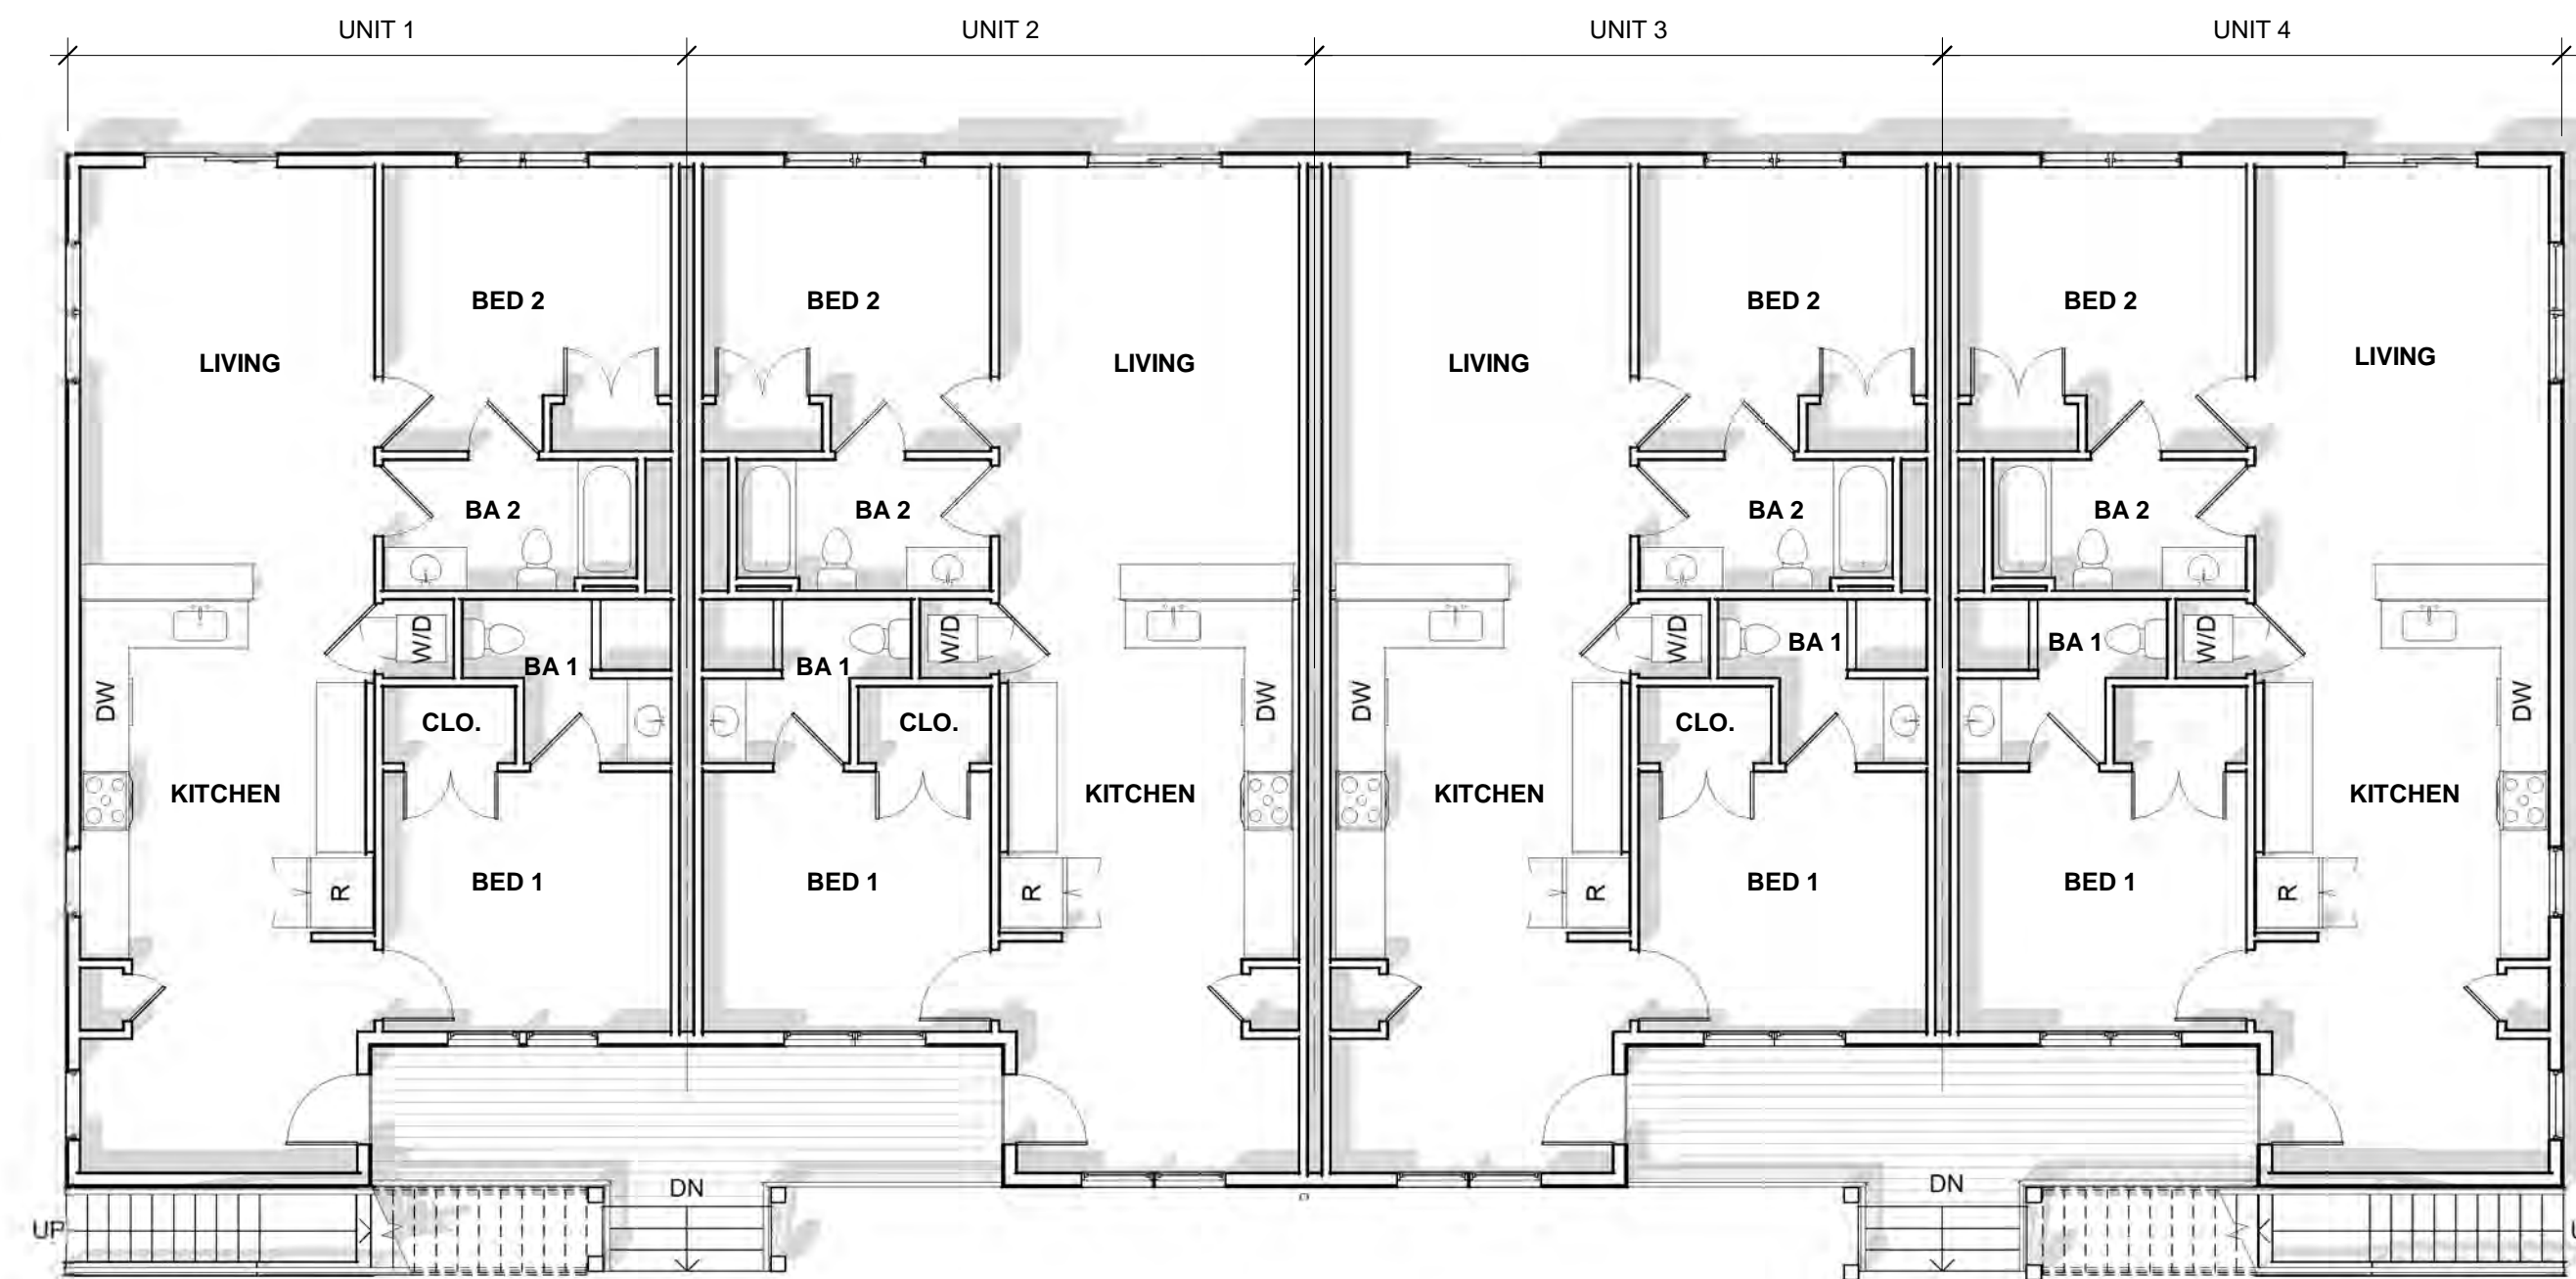 UNIT 1 UNIT 2 UNIT 3 UNIT 4
BED 2 BED 2 BED 2 BED 2
LIVING LIVING LIVING LIVING
BA 2 BA 2 BA 2 BA 2
W/D W/D W/D W/D
BA 1 BA 1 BA 1 BA 1
DW DW DW DW
CLO. CLO. CLO.
KITCHEN KITCHEN KITCHEN KITCHEN
BED 1 BED 1 BED 1 BED 1
R R R R
DN DN
UP